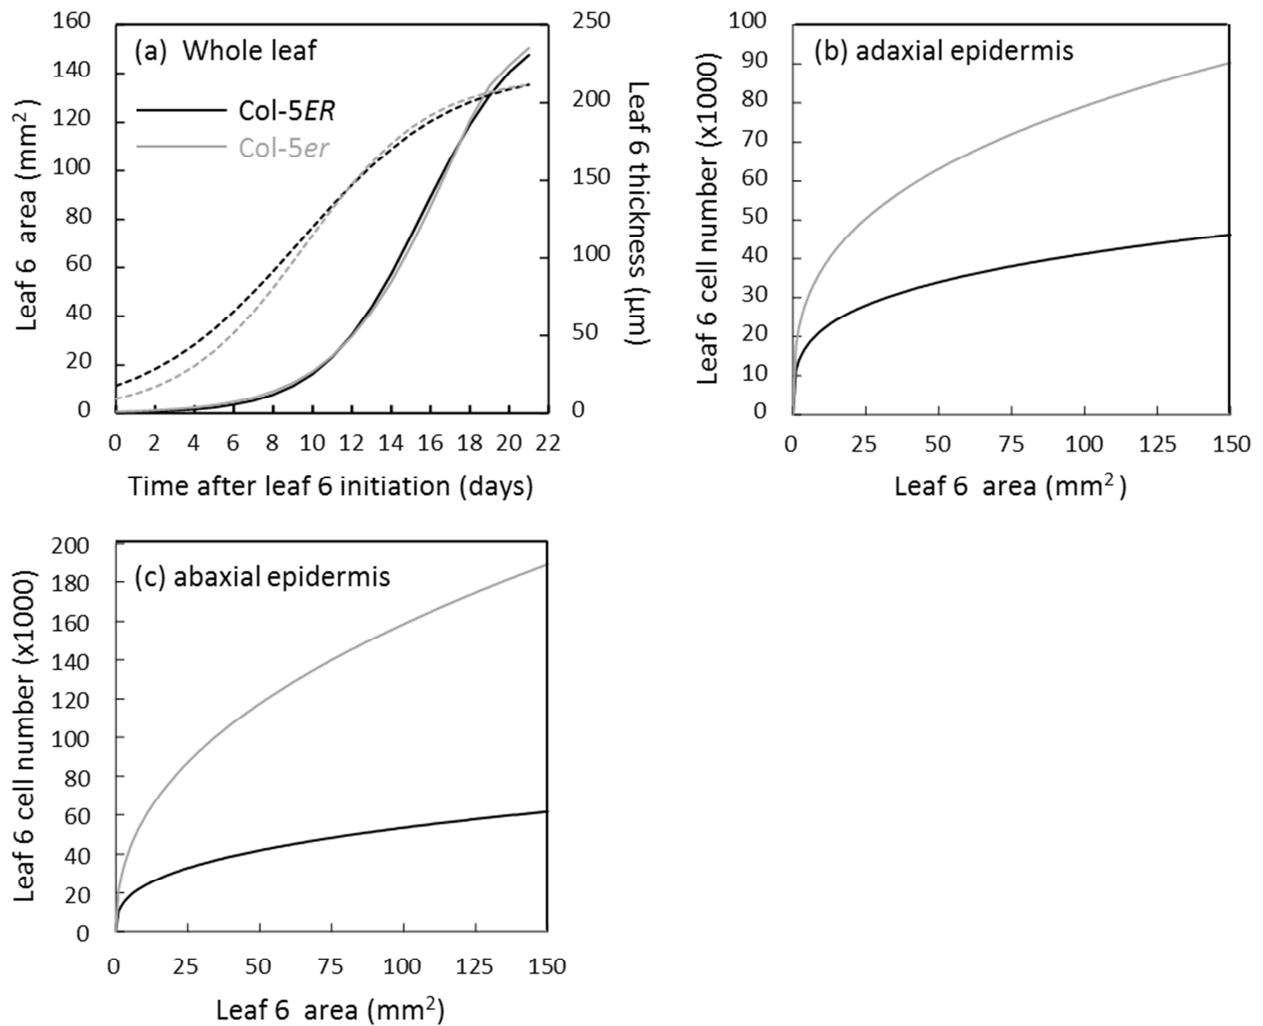 (a) Whole leaf
Col-5ER
Col-5er
Leaf 6 area (mm²)
160
140
120
100
80
60
40
20
0
250
200
150
100
50
0
Leaf 6 thickness (µm)
0 2 4 6 8 10 12 14 16 18 20 22
Time after leaf 6 initiation (days)
(b) adaxial epidermis
Leaf 6 cell number (x1000)
100
90
80
70
60
50
40
30
20
10
0
0 25 50 75 100 125 150
Leaf 6 area (mm²)
(c) abaxial epidermis
Leaf 6 cell number (x1000)
200
180
160
140
120
100
80
60
40
20
0
0 25 50 75 100 125 150
Leaf 6 area (mm²)